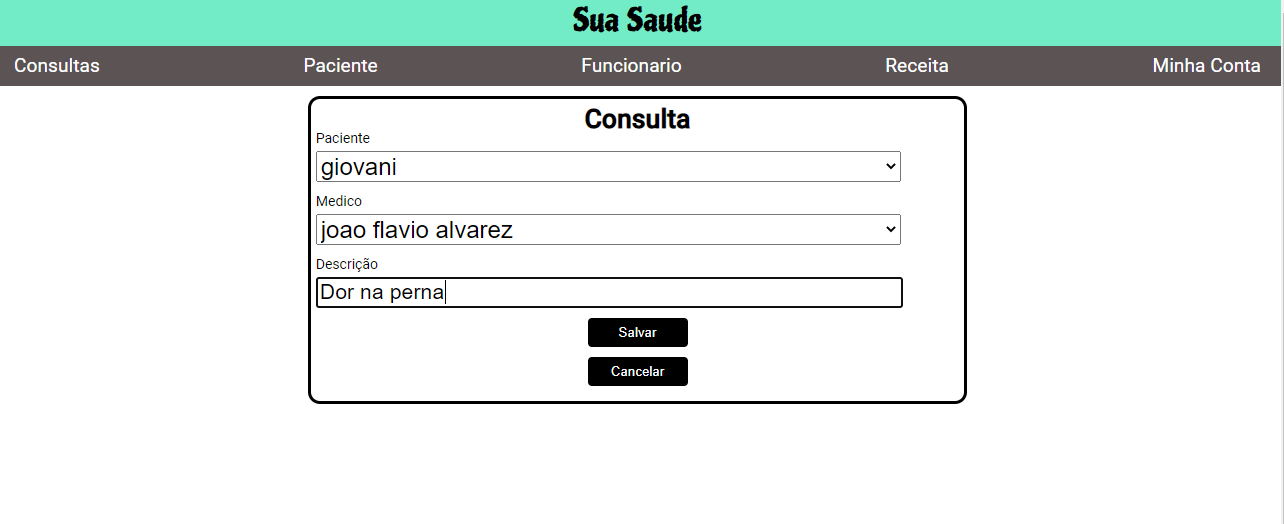 Sua Saude
Consultas Paciente Funcionario Receita Minha Conta
Consulta
Paciente
giovani
Medico
joao flavio alvarez
Descrição
Dor na perna
Salvar
Cancelar